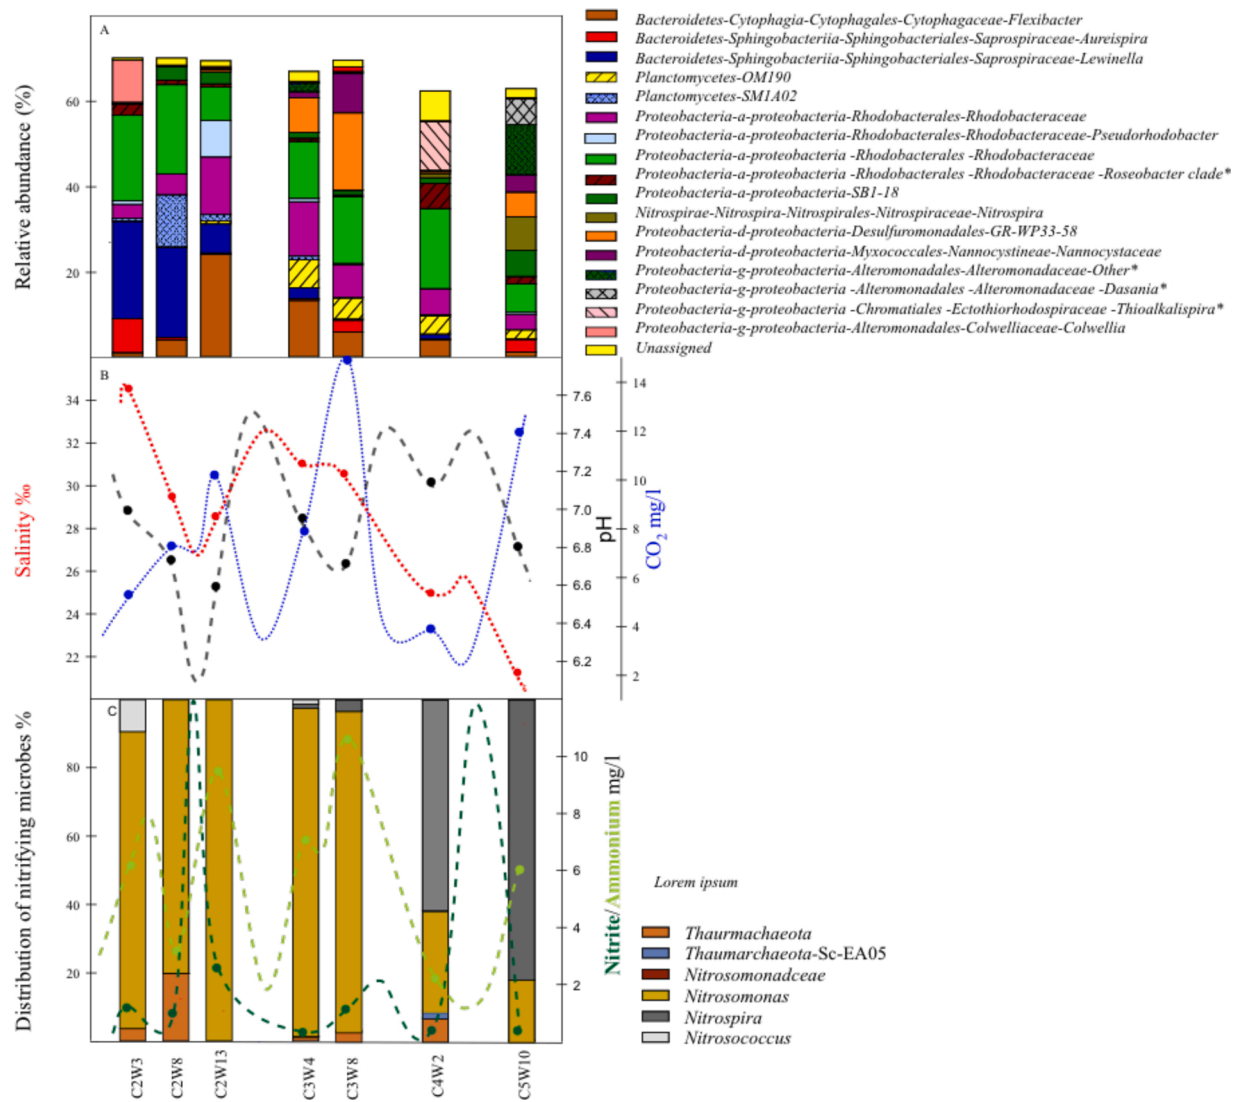 A
Relative abundance (%)
60
40
20
Bacteroidetes-Cytophagia-Cytophagales-Cytophagaceae-Flexibacter
Bacteroidetes-Sphingobacteriia-Sphingobacteriales-Saprospiraceae-Aureispira
Bacteroidetes-Sphingobacteriia-Sphingobacteriales-Saprospiraceae-Lewinella
Planctomycetes-OM190
Planctomycetes-SM1A02
Proteobacteria-a-proteobacteria-Rhodobacterales-Rhodobacteraceae
Proteobacteria-a-proteobacteria-Rhodobacterales-Rhodobacteraceae-Pseudorhodobacter
Proteobacteria-a-proteobacteria -Rhodobacterales -Rhodobacteraceae
Proteobacteria-a-proteobacteria -Rhodobacterales -Rhodobacteraceae -Roseobacter clade*
Proteobacteria-a-proteobacteria-SB1-18
Nitrospirae-Nitrospira-Nitrospirales-Nitrospiraceae-Nitrospira
Proteobacteria-d-proteobacteria-Desulfuromonadales-GR-WP33-58
Proteobacteria-d-proteobacteria-Myxococcales-Nannocystineae-Nannocystaceae
Proteobacteria-g-proteobacteria-Alteromonadales-Alteromonadaceae-Other*
Proteobacteria-g-proteobacteria -Alteromonadales -Alteromonadaceae -Dasania*
Proteobacteria-g-proteobacteria -Chromatiales -Ectothiorhodospiraceae -Thioalkalispira*
Proteobacteria-g-proteobacteria-Alteromonadales-Colwelliaceae-Colwellia
Unassigned
B
Salinity ‰
34
32
30
28
26
24
22
7.6
7.4
7.2
7.0
6.8
6.6
6.4
6.2
pH
14
12
10
8
6
4
2
CO2 mg/l
C
Distribution of nitrifying microbes %
80
60
40
20
10
8
6
4
2
Nitrite/Ammonium mg/l
C2W3
C2W8
C2W13
C3W4
C3W8
C4W2
C5W10
Lorem ipsum
Thaurmachaeota
Thaumarchaeota-Sc-EA05
Nitrosomonadceae
Nitrosomonas
Nitrospira
Nitrosococcus